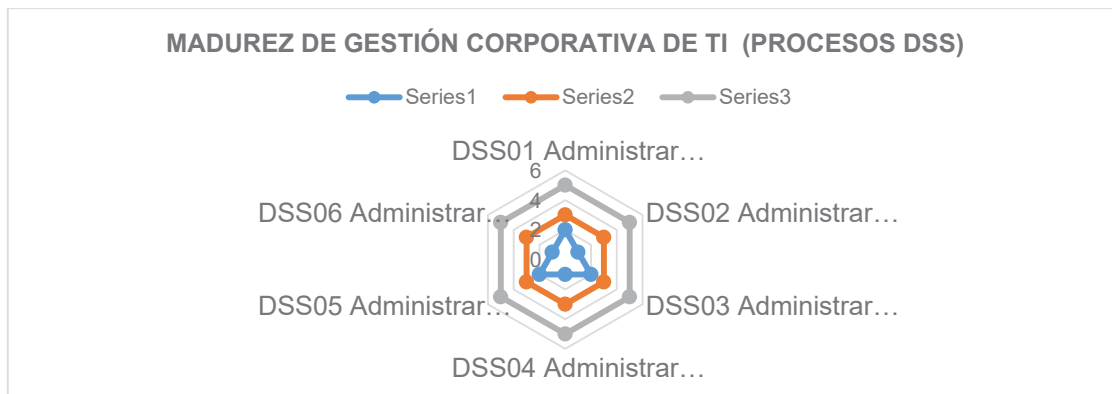 MADUREZ DE GESTIÓN CORPORATIVA DE TI (PROCESOS DSS)
Series1 Series2 Series3
DSS01 Administrar…
6
4
2
0
DSS02 Administrar…
DSS03 Administrar…
DSS04 Administrar…
DSS05 Administrar…
DSS06 Administrar…